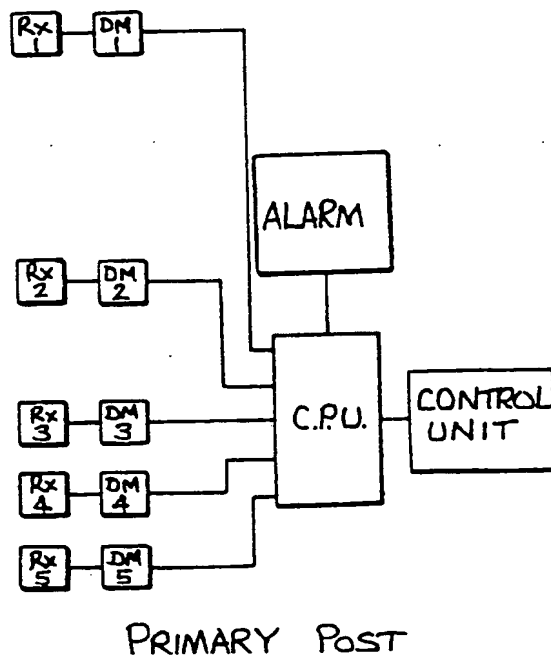 Rx
1
DM
1
ALARM
Rx
2
DM
2
Rx
3
DM
3
C.P.U.
CONTROL
UNIT
Rx
4
DM
4
Rx
5
DM
5
PRIMARY POST